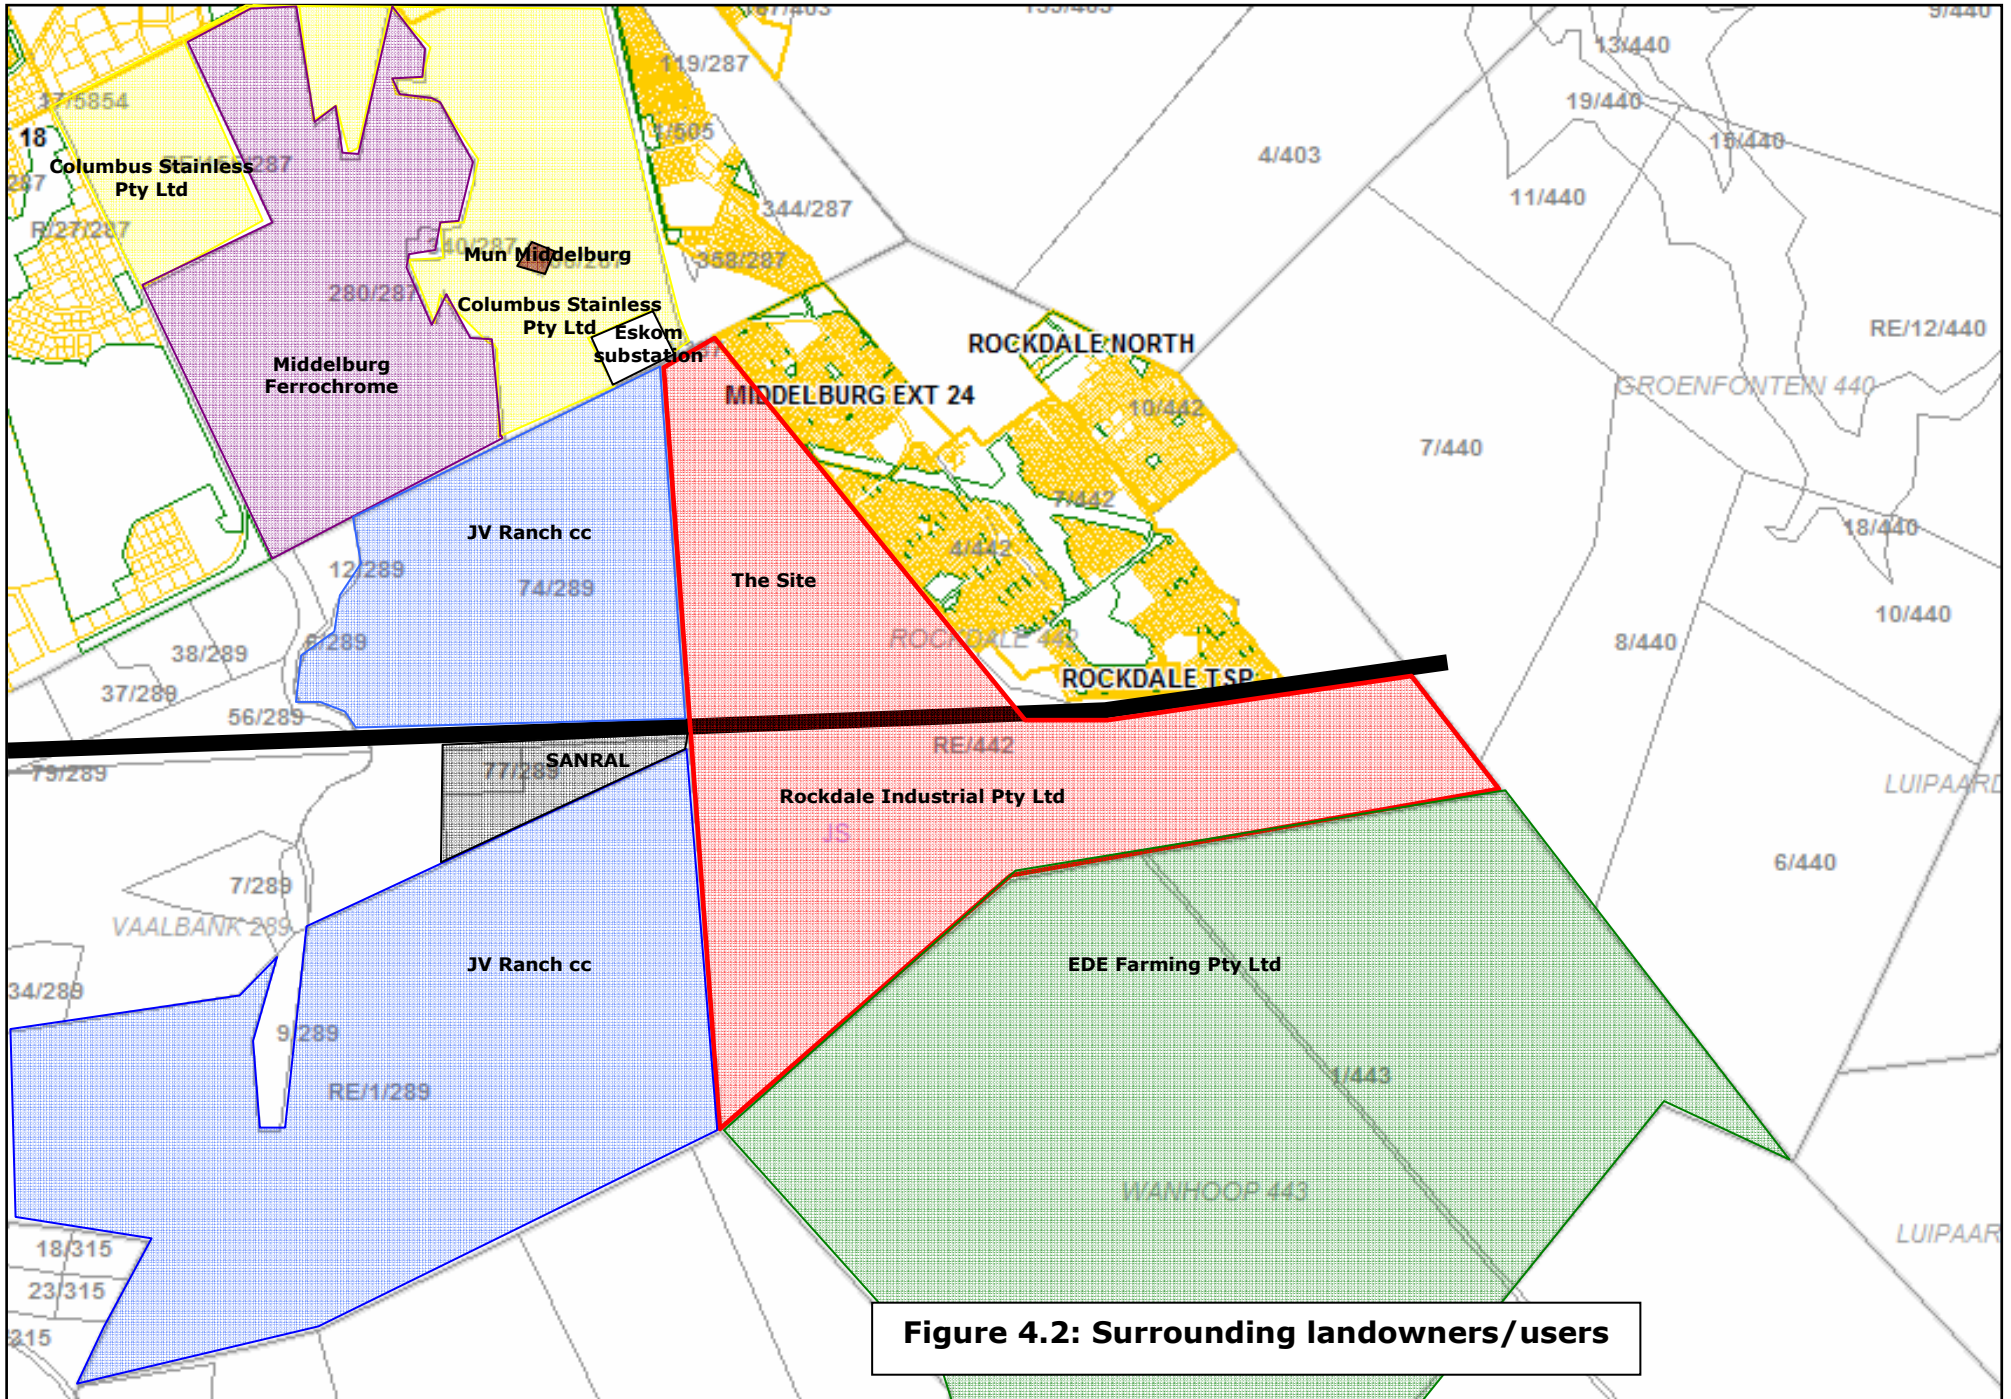 119/287
13/440
17/5854
19/440
18
1/505
15/440
4/403
Columbus Stainless
Pty Ltd
11/440
344/287
R/27/287
Mun Middelburg
358/287
280/287
Columbus Stainless
Pty Ltd
Eskom
substation
RE/12/440
ROCKDALE NORTH
Middelburg
Ferrochrome
MIDDELBURG EXT 24
GROENFONTEIN 440
10/442
7/440
7/442
18/440
JV Ranch cc
4/442
12/289
74/289
The Site
10/440
6/289
ROCKDALE 442
8/440
38/289
37/289
ROCKDALE TSP
56/289
RE/442
SANRAL
79/289
77/289
LUIPAARD
Rockdale Industrial Pty Ltd
JS
6/440
7/289
VAALBANK 289
JV Ranch cc
EDE Farming Pty Ltd
34/289
9/289
1/443
RE/1/289
WANHOOP 443
LUIPAAR
18/315
23/315
Figure 4.2: Surrounding landowners/users